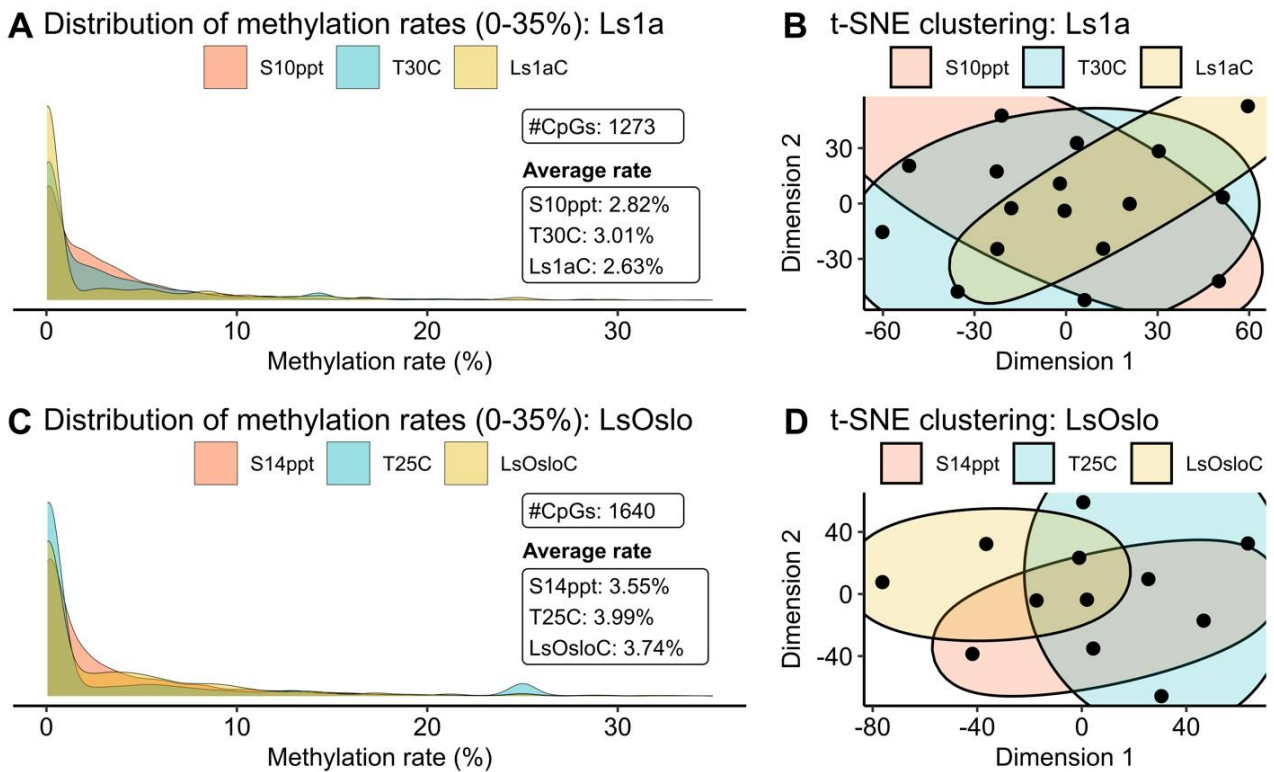 A Distribution of methylation rates (0-35%): Ls1a
S10ppt T30C Ls1aC
#CpGs: 1273
Average rate
S10ppt: 2.82%
T30C: 3.01%
Ls1aC: 2.63%
0 10 20 30
Methylation rate (%)
B t-SNE clustering: Ls1a
S10ppt T30C Ls1aC
Dimension 2
30
0
-30
-60 -30 0 30 60
Dimension 1
C Distribution of methylation rates (0-35%): LsOslo
S14ppt T25C LsOsloC
#CpGs: 1640
Average rate
S14ppt: 3.55%
T25C: 3.99%
LsOsloC: 3.74%
0 10 20 30
Methylation rate (%)
D t-SNE clustering: LsOslo
S14ppt T25C LsOsloC
Dimension 2
40
0
-40
-80 -40 0 40
Dimension 1